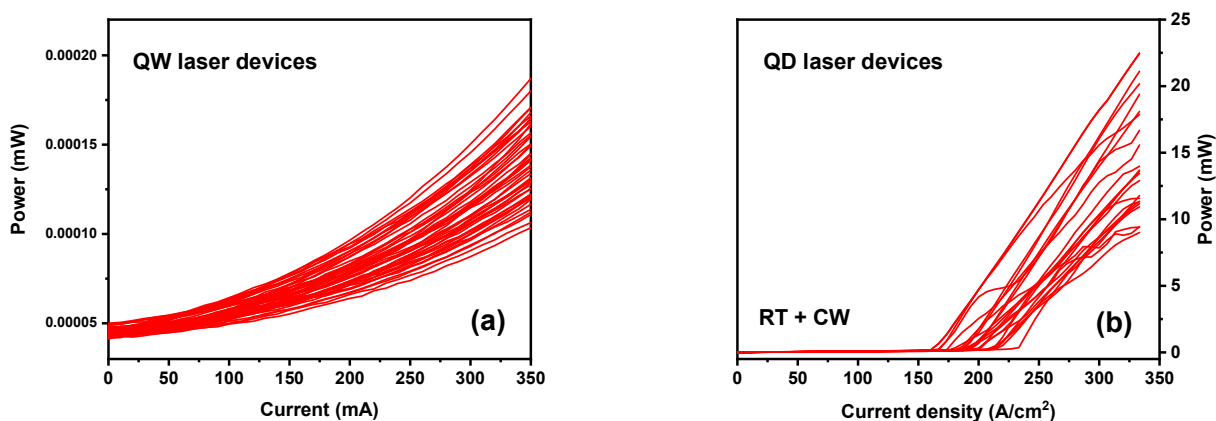 QW laser devices
0.00020
0.00015
0.00010
0.00005
Power (mW)
(a)
0 50 100 150 200 250 300 350
Current (mA)
QD laser devices
RT + CW
(b)
25
20
15
10
5
0
Power (mW)
0 50 100 150 200 250 300 350
Current density (A/cm²)